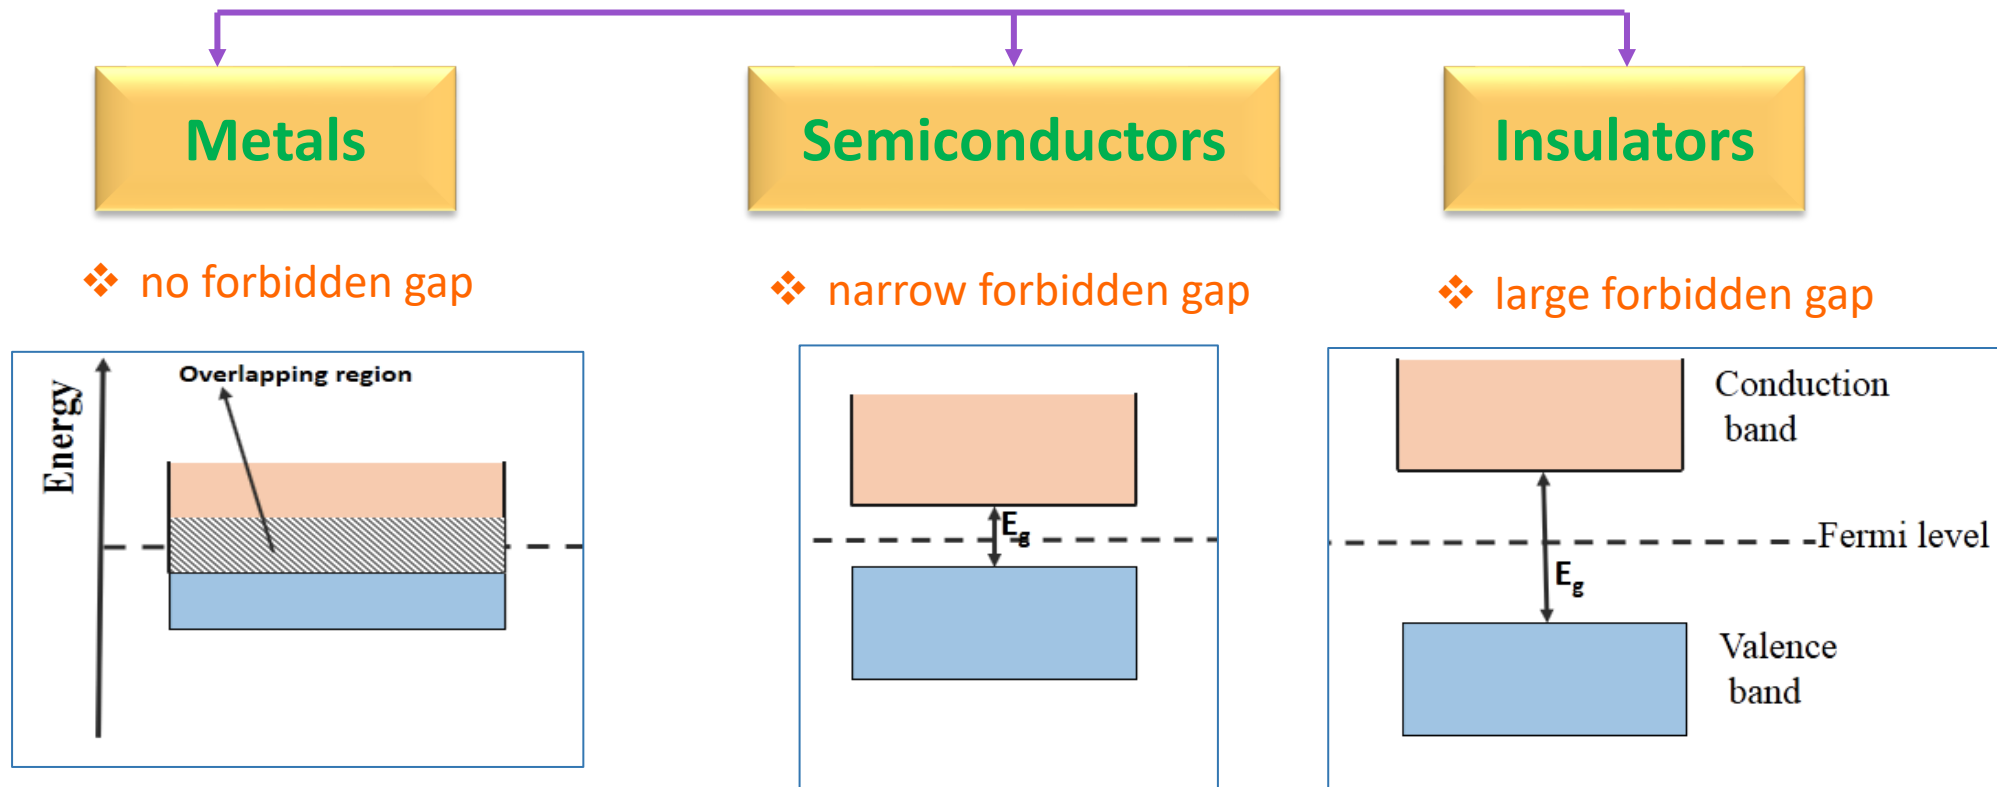 Metals
Semiconductors
Insulators
❖ no forbidden gap
❖ narrow forbidden gap
❖ large forbidden gap
Energy
Overlapping region
Eg
Conduction
band
Fermi level
Eg
Valence
band